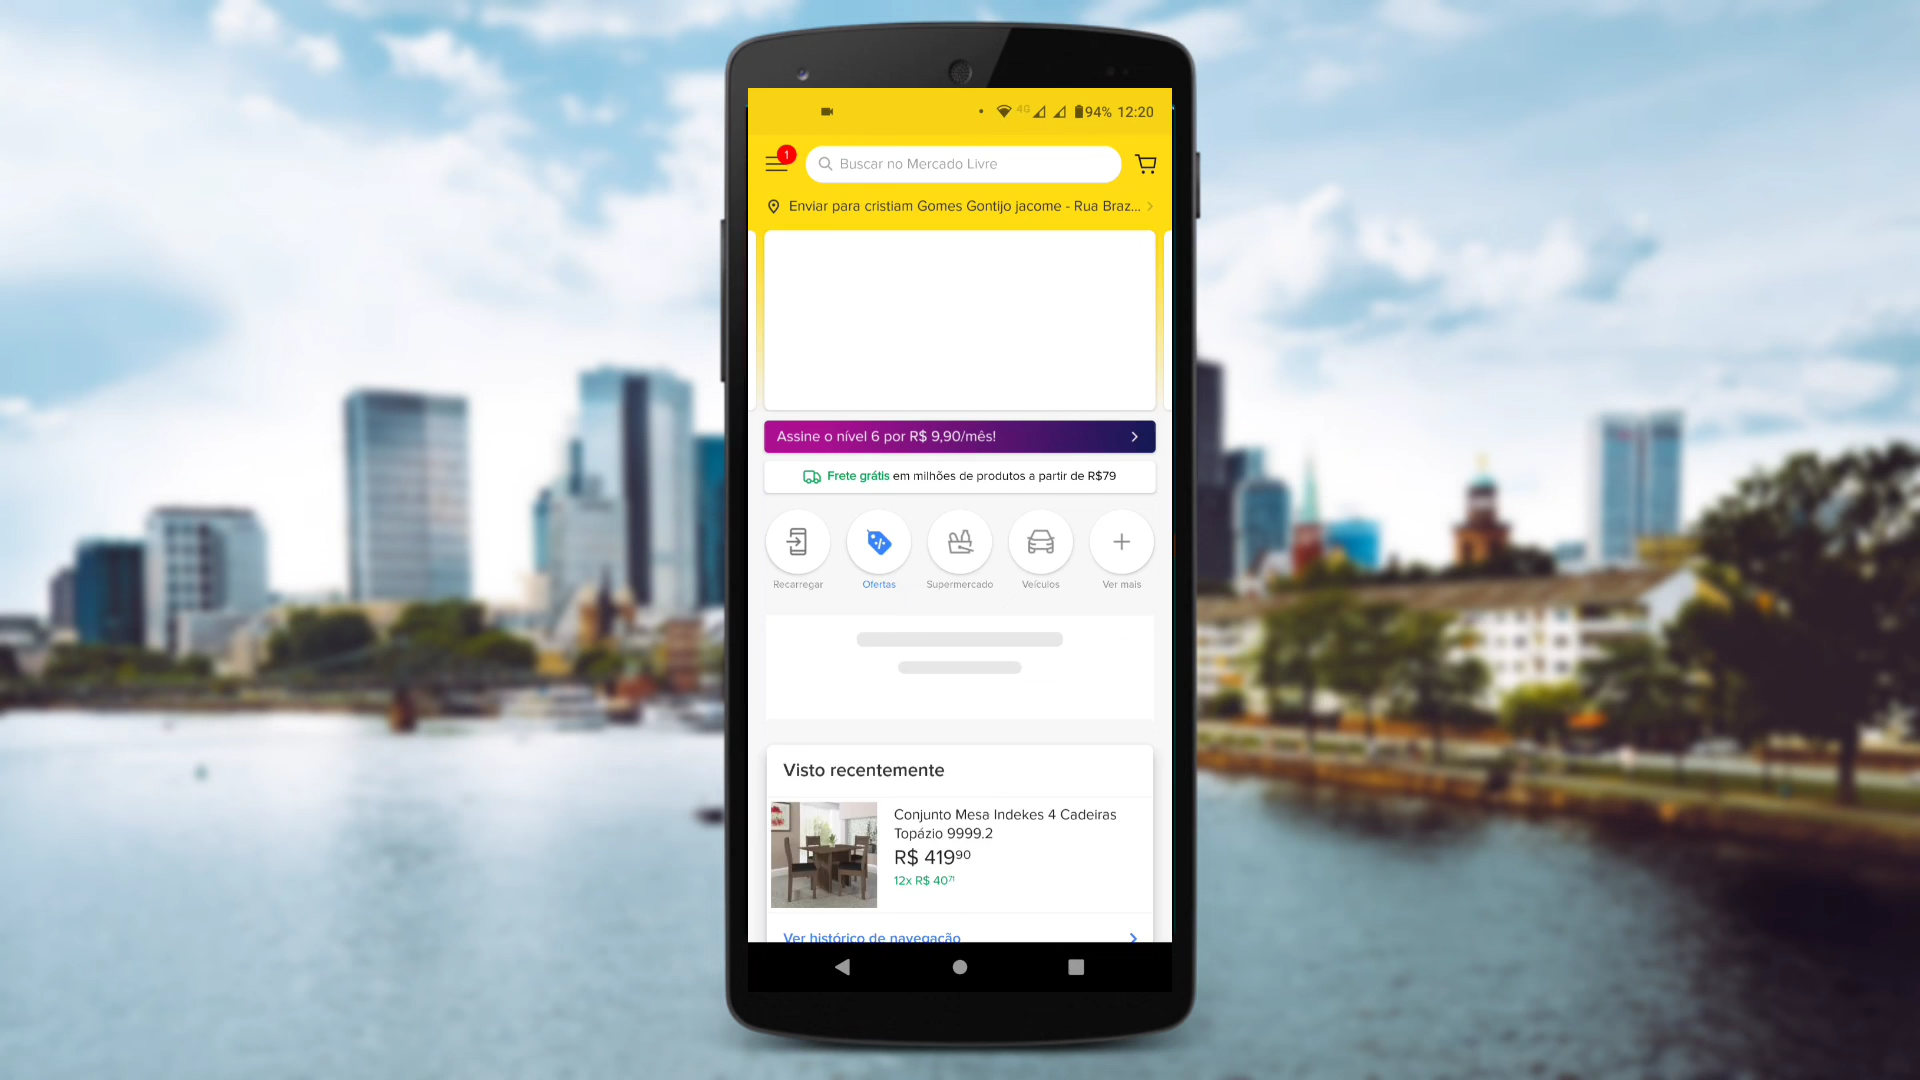 4G 94% 12:20
1
Buscar no Mercado Livre
Enviar para cristiam Gomes Gontijo jacome - Rua Braz...
Assine o nível 6 por R$ 9,90/mês!
Frete grátis em milhões de produtos a partir de R$79
Recarregar Ofertas Supermercado Veículos Ver mais
Visto recentemente
Conjunto Mesa Indekes 4 Cadeiras
Topázio 9999.2
R$ 419⁹⁰
12x R$ 40⁷¹
Ver histórico de navegação